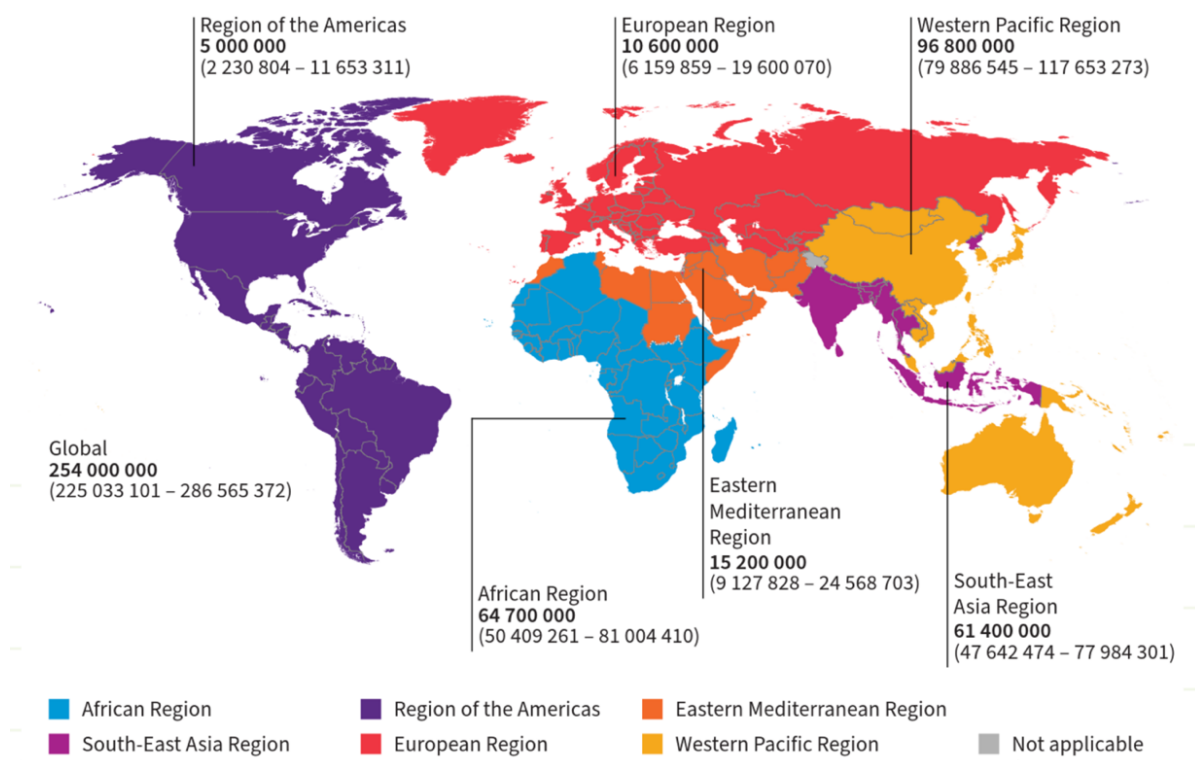 Region of the Americas
5 000 000
(2 230 804 – 11 653 311)
European Region
10 600 000
(6 159 859 – 19 600 070)
Western Pacific Region
96 800 000
(79 886 545 – 117 653 273)
Global
254 000 000
(225 033 101 – 286 565 372)
Eastern
Mediterranean
Region
15 200 000
(9 127 828 – 24 568 703)
African Region
64 700 000
(50 409 261 – 81 004 410)
South-East
Asia Region
61 400 000
(47 642 474 – 77 984 301)
African Region
Region of the Americas
Eastern Mediterranean Region
South-East Asia Region
European Region
Western Pacific Region
Not applicable